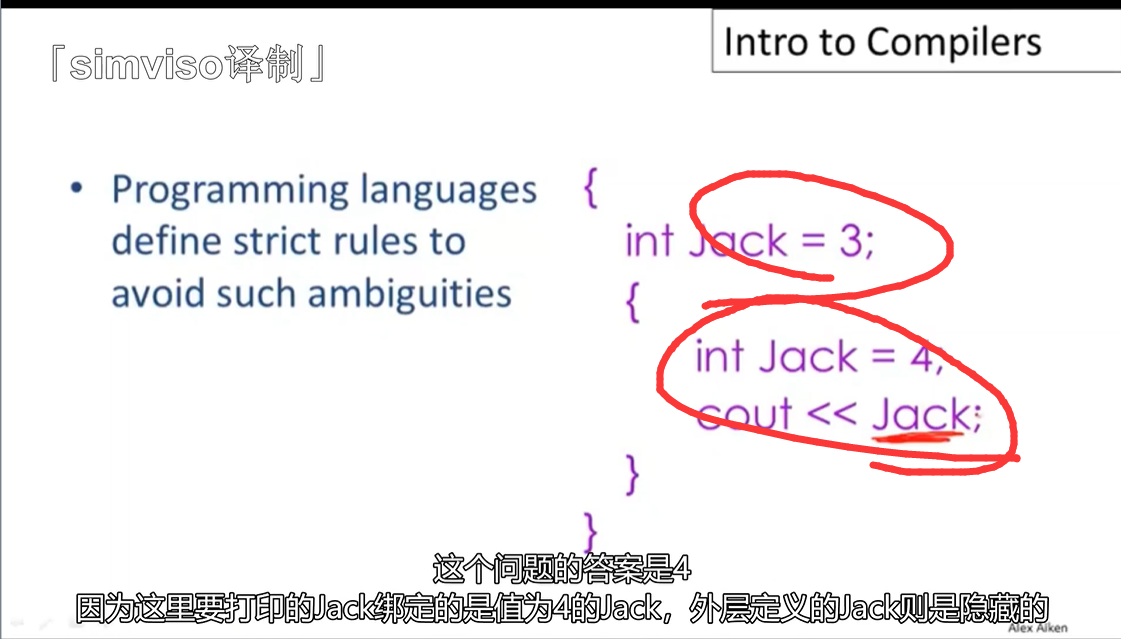 「simviso译制」
Intro to Compilers
• Programming languages
define strict rules to
avoid such ambiguities
{
int Jack = 3;
{
int Jack = 4;
cout << Jack;
}
}
这个问题的答案是4
因为这里要打印的Jack绑定的是值为4的Jack，外层定义的Jack则是隐藏的
Alex Aiken